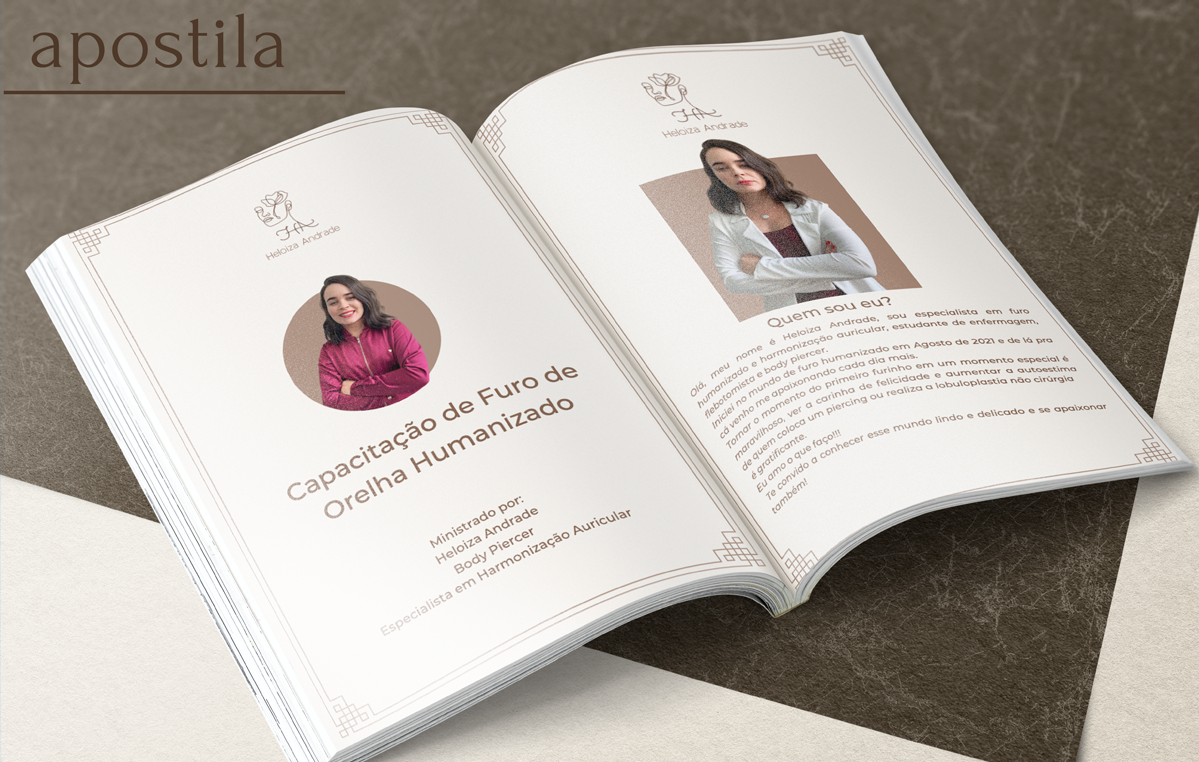 apostila
HA
Heloiza Andrade
Capacitação de Furo de
Orelha Humanizado
Ministrado por:
Heloiza Andrade
Body Piercer
Especialista em Harmonização Auricular
HA
Heloiza Andrade
Quem sou eu?
Olá, meu nome é Heloiza Andrade, sou especialista em furo
humanizado e harmonização auricular, estudante de enfermagem,
flebotomista e body piercer.
Iniciei no mundo de furo humanizado em Agosto de 2021 e de lá pra
cá venho me apaixonando cada dia mais.
Tornar o momento do primeiro furinho em um momento especial é
maravilhoso, ver a carinha de felicidade e aumentar a autoestima
de quem coloca um piercing ou realiza a lobuloplastia não cirúrgia
é gratificante.
Eu amo o que faço!!!
Te convido a conhecer esse mundo lindo e delicado e se apaixonar
também!